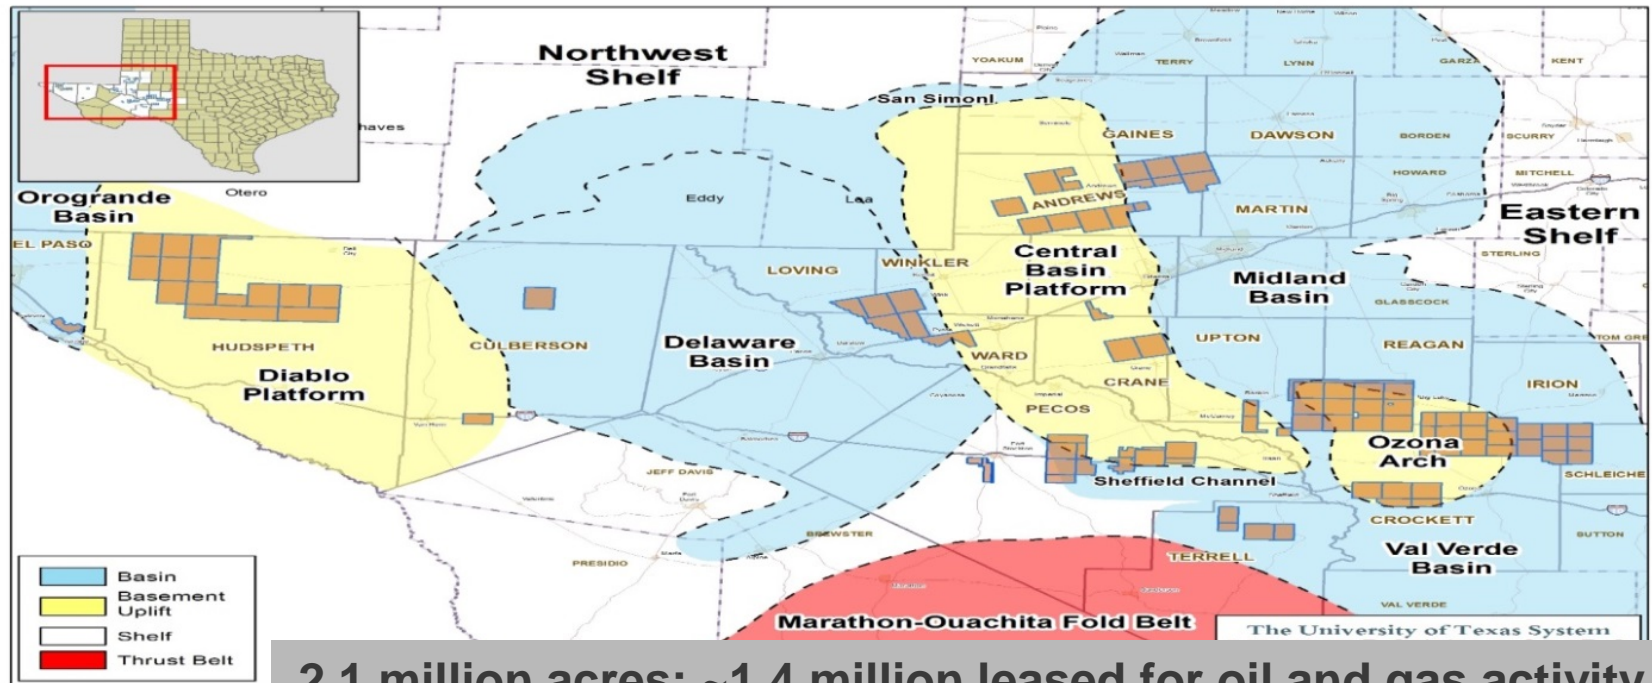 Northwest
Shelf
YOAKUM
TERRY
LYNN
GARZA
KENT
San Simon
haves
GAINES
DAWSON
BORDEN
SCURRY
Otero
Orogrande
Basin
Eddy
Lea
ANDREWS
HOWARD
MITCHELL
MARTIN
Eastern
Shelf
EL PASO
Central
Basin
Platform
STERLING
LOVING
WINKLER
Midland
Basin
GLASSCOCK
HUDSPETH
CULBERSON
Delaware
Basin
WARD
UPTON
REAGAN
TOM GRE
Diablo
Platform
CRANE
IRION
PECOS
Ozona
Arch
JEFF DAVIS
Sheffield Channel
SCHLEICHE
CROCKETT
BREWSTER
TERRELL
Val Verde
Basin
SUTTON
PRESIDIO
VAL VERDE
Marathon-Ouachita Fold Belt
The University of Texas System
Basin
Basement
Uplift
Shelf
Thrust Belt
2.1 million acres; ~1.4 million leased for oil and gas activity